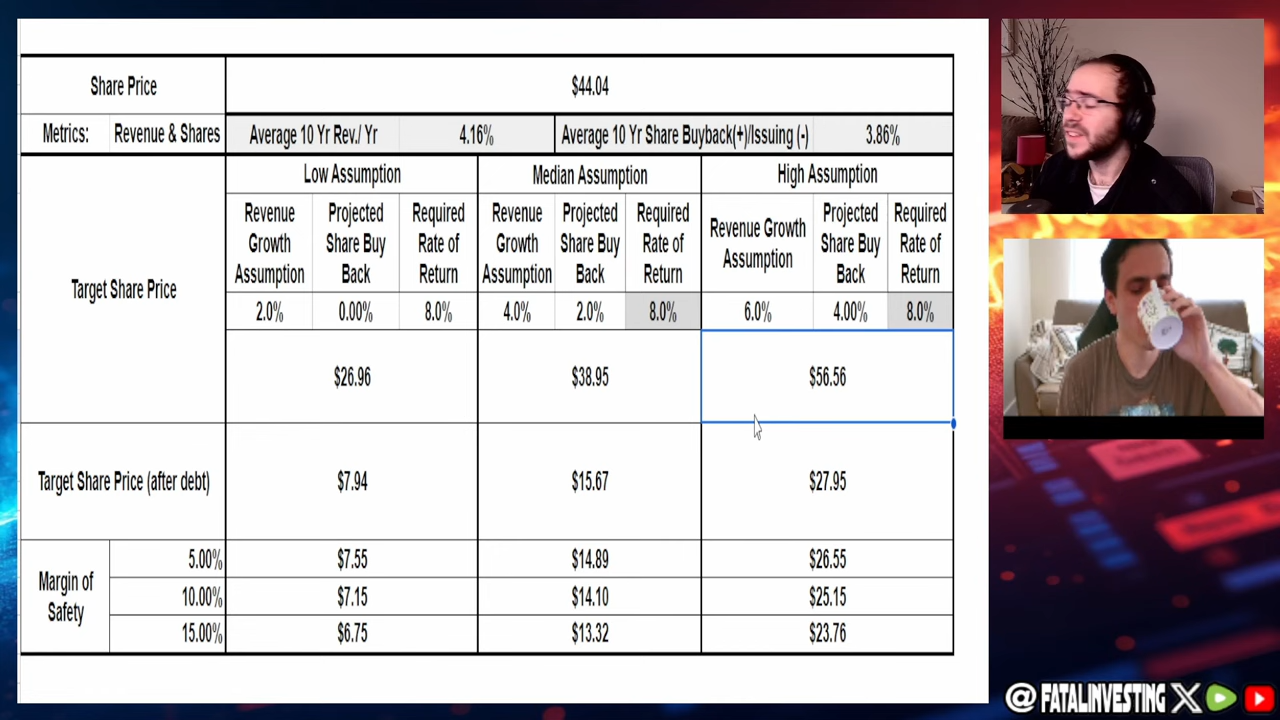 Share Price
$44.04
Metrics:
Revenue & Shares
Average 10 Yr Rev./ Yr
4.16%
Average 10 Yr Share Buyback(+)/Issuing (-)
3.86%
Target Share Price
Low Assumption
Median Assumption
High Assumption
Revenue
Growth
Assumption
Projected
Share Buy
Back
Required
Rate of
Return
Revenue
Growth
Assumption
Projected
Share Buy
Back
Required
Rate of
Return
Revenue Growth
Assumption
Projected
Share Buy
Back
Required
Rate of
Return
2.0%
0.00%
8.0%
4.0%
2.0%
8.0%
6.0%
4.00%
8.0%
$26.96
$38.95
$56.56
Target Share Price (after debt)
$7.94
$15.67
$27.95
Margin of
Safety
5.00%
$7.55
$14.89
$26.55
10.00%
$7.15
$14.10
$25.15
15.00%
$6.75
$13.32
$23.76
@FATALINVESTING